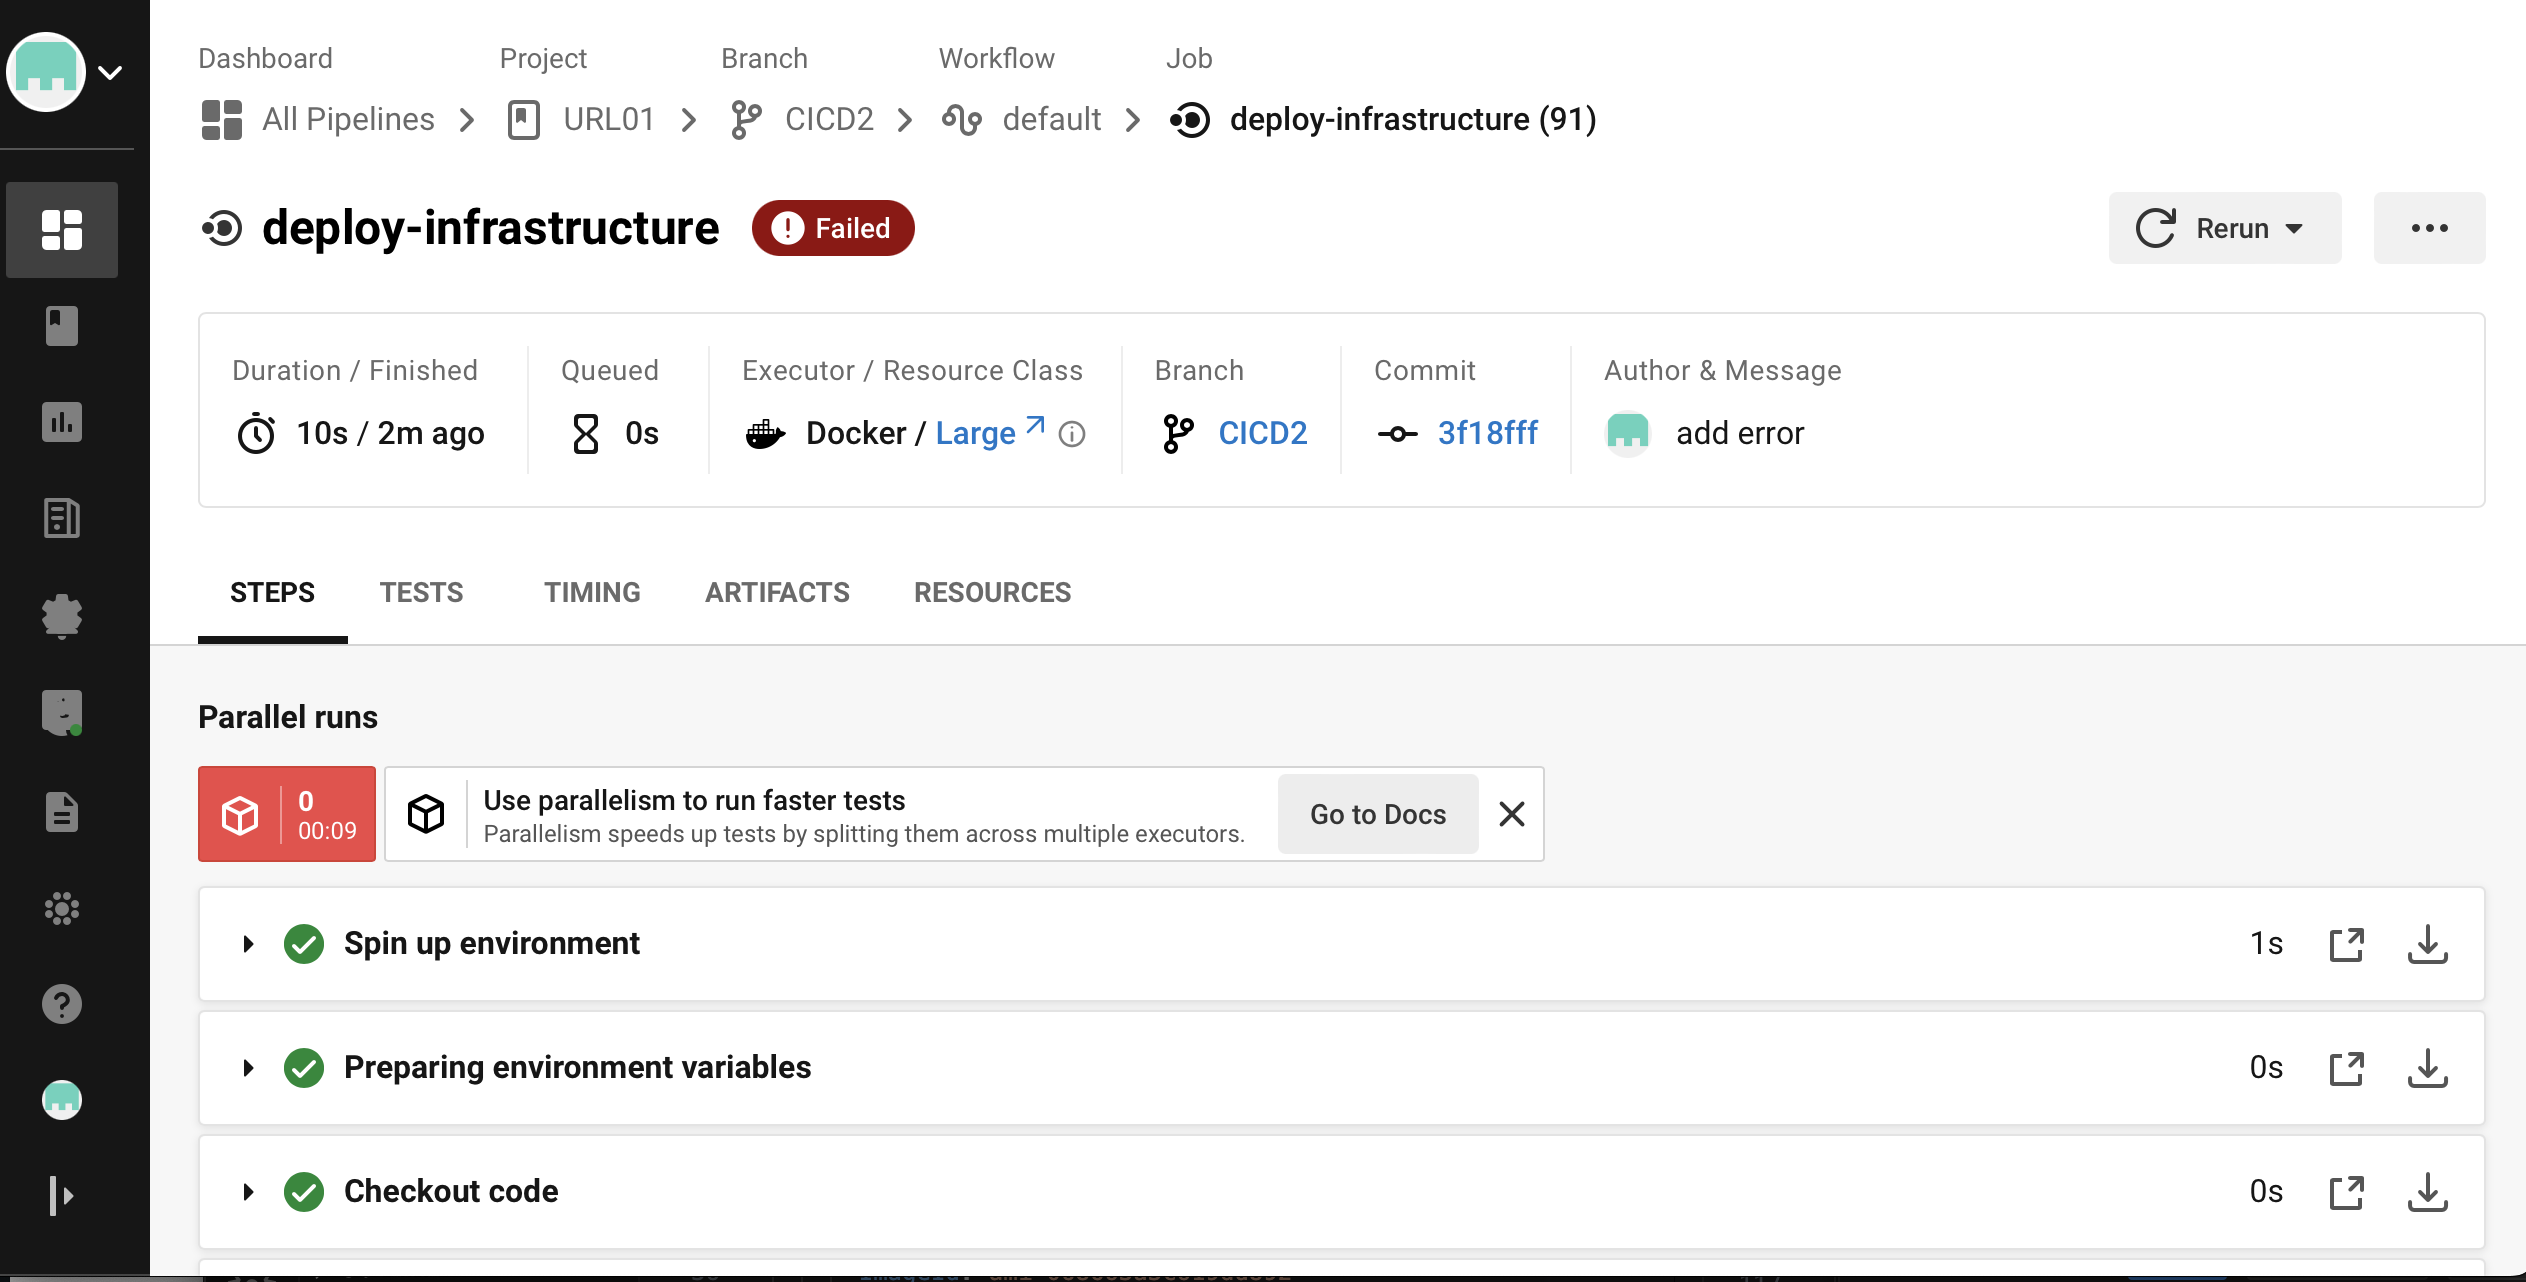 Dashboard Project Branch Workflow Job
All Pipelines URL01 CICD2 default deploy-infrastructure (91)
deploy-infrastructure Failed Rerun
Duration / Finished Queued Executor / Resource Class Branch Commit Author & Message
10s / 2m ago 0s Docker / Large CICD2 3f18fff add error
STEPS TESTS TIMING ARTIFACTS RESOURCES
Parallel runs
0
00:09
Use parallelism to run faster tests
Parallelism speeds up tests by splitting them across multiple executors.
Go to Docs
Spin up environment 1s
Preparing environment variables 0s
Checkout code 0s